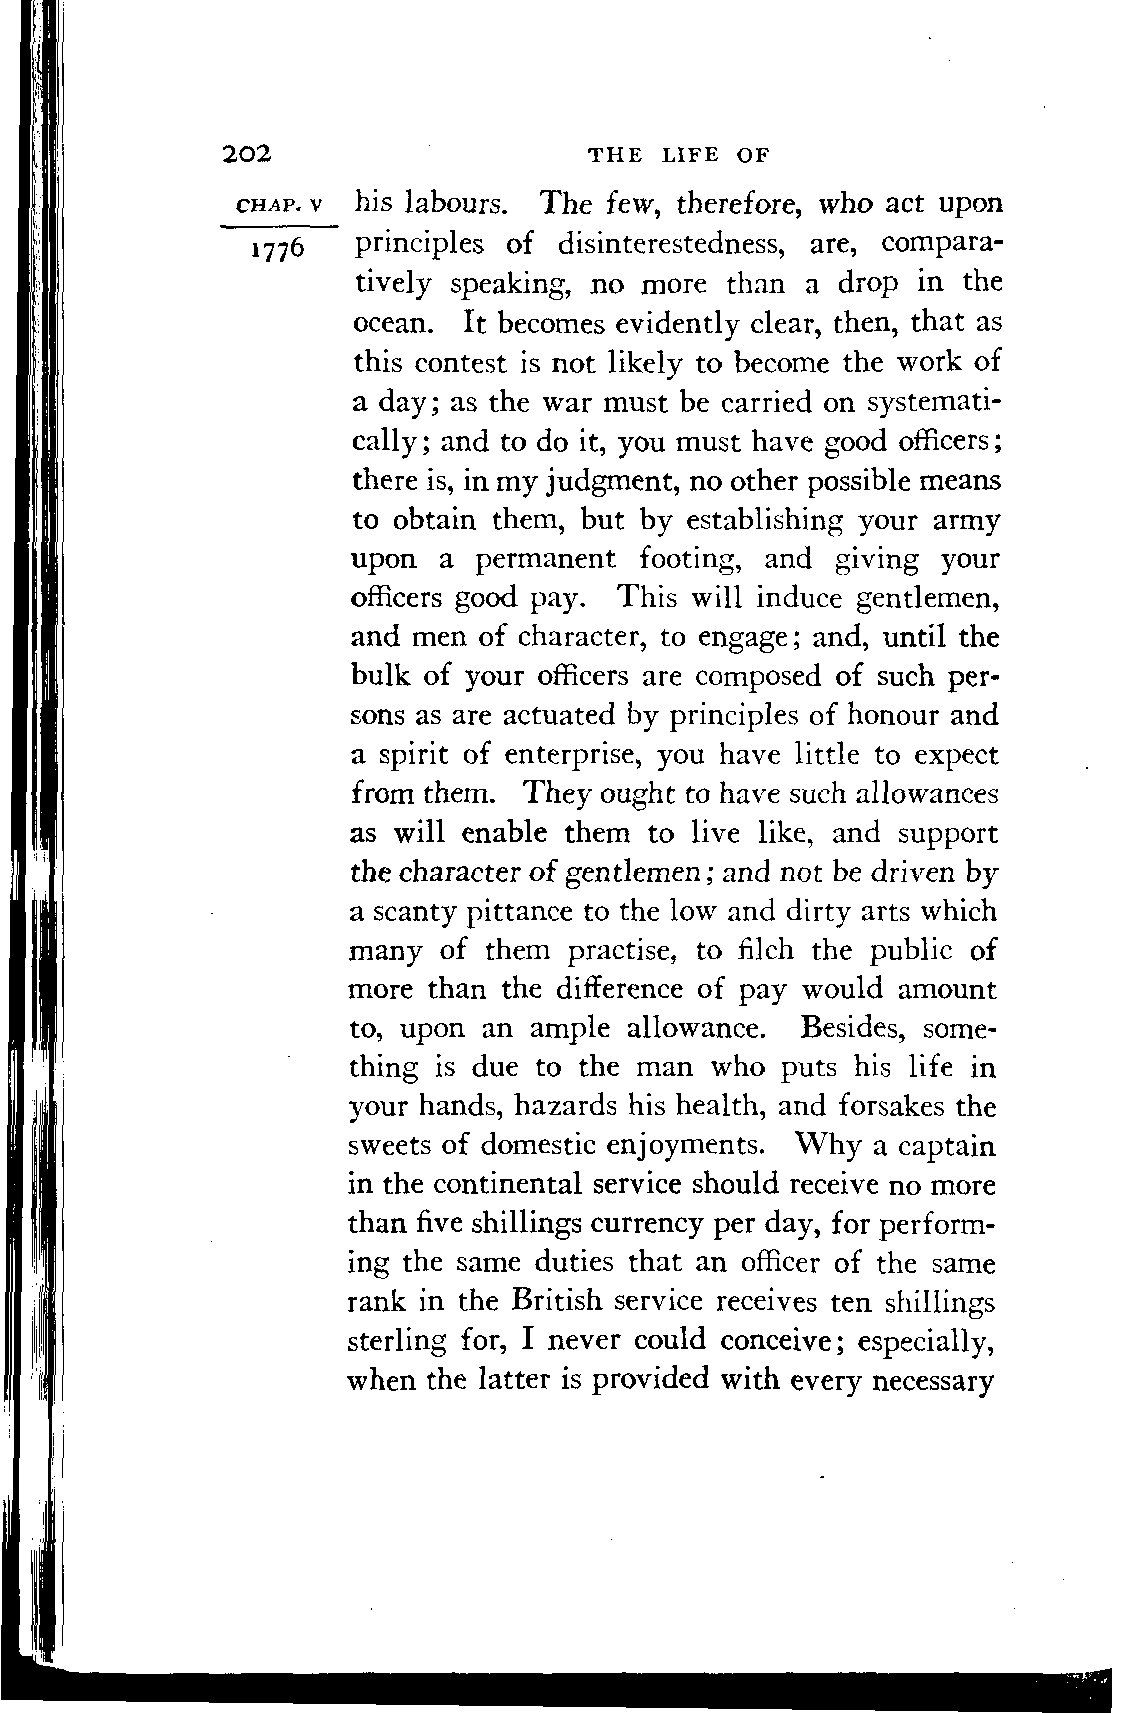 202 THE LIFE OF
CHAP. V his labours. The few, therefore, who act upon
1776 principles of disinterestedness, are, compara-
tively speaking, no more than a drop in the
ocean. It becomes evidently clear, then, that as
this contest is not likely to become the work of
a day; as the war must be carried on systemati-
cally; and to do it, you must have good officers;
there is, in my judgment, no other possible means
to obtain them, but by establishing your army
upon a permanent footing, and giving your
officers good pay. This will induce gentlemen,
and men of character, to engage; and, until the
bulk of your officers are composed of such per-
sons as are actuated by principles of honour and
a spirit of enterprise, you have little to expect
from them. They ought to have such allowances
as will enable them to live like, and support
the character of gentlemen; and not be driven by
a scanty pittance to the low and dirty arts which
many of them practise, to filch the public of
more than the difference of pay would amount
to, upon an ample allowance. Besides, some-
thing is due to the man who puts his life in
your hands, hazards his health, and forsakes the
sweets of domestic enjoyments. Why a captain
in the continental service should receive no more
than five shillings currency per day, for perform-
ing the same duties that an officer of the same
rank in the British service receives ten shillings
sterling for, I never could conceive; especially,
when the latter is provided with every necessary